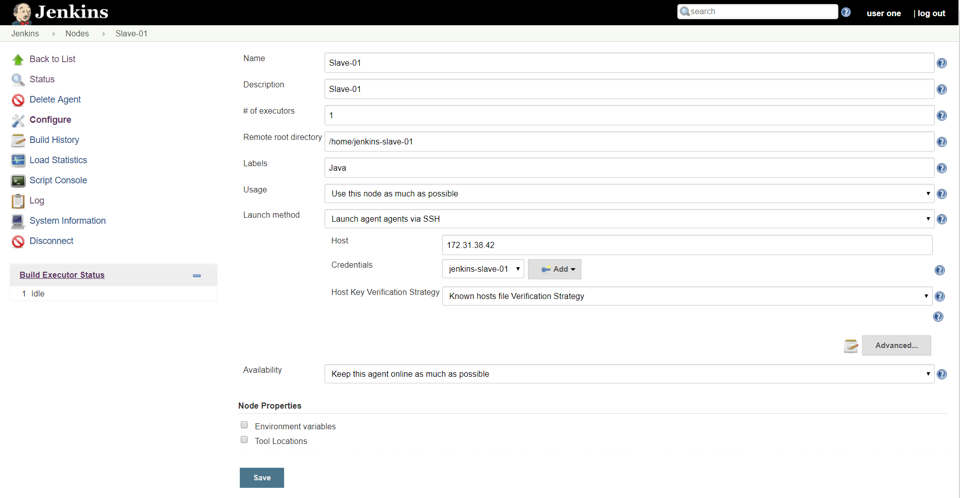 Jenkins
search
user one
| log out
Jenkins
Nodes
Slave-01
Back to List
Status
Delete Agent
Configure
Build History
Load Statistics
Script Console
Log
System Information
Disconnect
Build Executor Status
1 Idle
Name
Slave-01
Description
Slave-01
# of executors
1
Remote root directory
/home/jenkins-slave-01
Labels
Java
Usage
Use this node as much as possible
Launch method
Launch agent agents via SSH
Host
172.31.38.42
Credentials
jenkins-slave-01
Add
Host Key Verification Strategy
Known hosts file Verification Strategy
Advanced...
Availability
Keep this agent online as much as possible
Node Properties
Environment variables
Tool Locations
Save